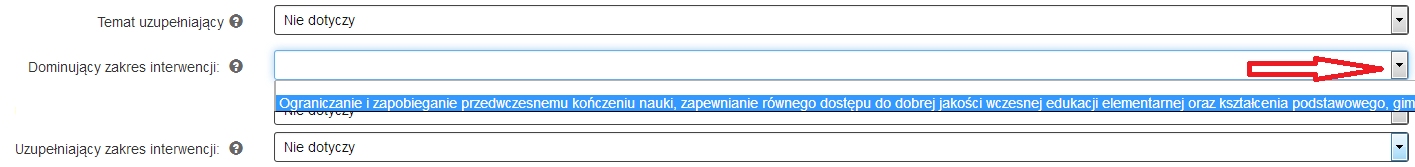 Temat uzupełniający Nie dotyczy
Dominujący zakres interwencji:
Ograniczanie i zapobieganie przedwczesnemu kończeniu nauki, zapewnianie równego dostępu do dobrej jakości wczesnej edukacji elementarnej oraz kształcenia podstawowego, gim
Nie dotyczy
Uzupełniający zakres interwencji: Nie dotyczy